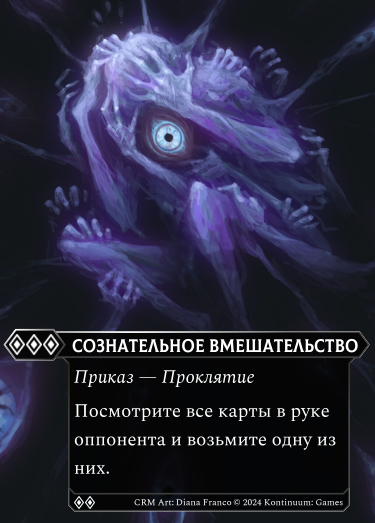 СОЗНАТЕЛЬНОЕ ВМЕШАТЕЛЬСТВО
Приказ — Проклятие
Посмотрите все карты в руке
оппонента и возьмите одну из
них.
CRM Art: Diana Franco © 2024 Kontinuum: Games